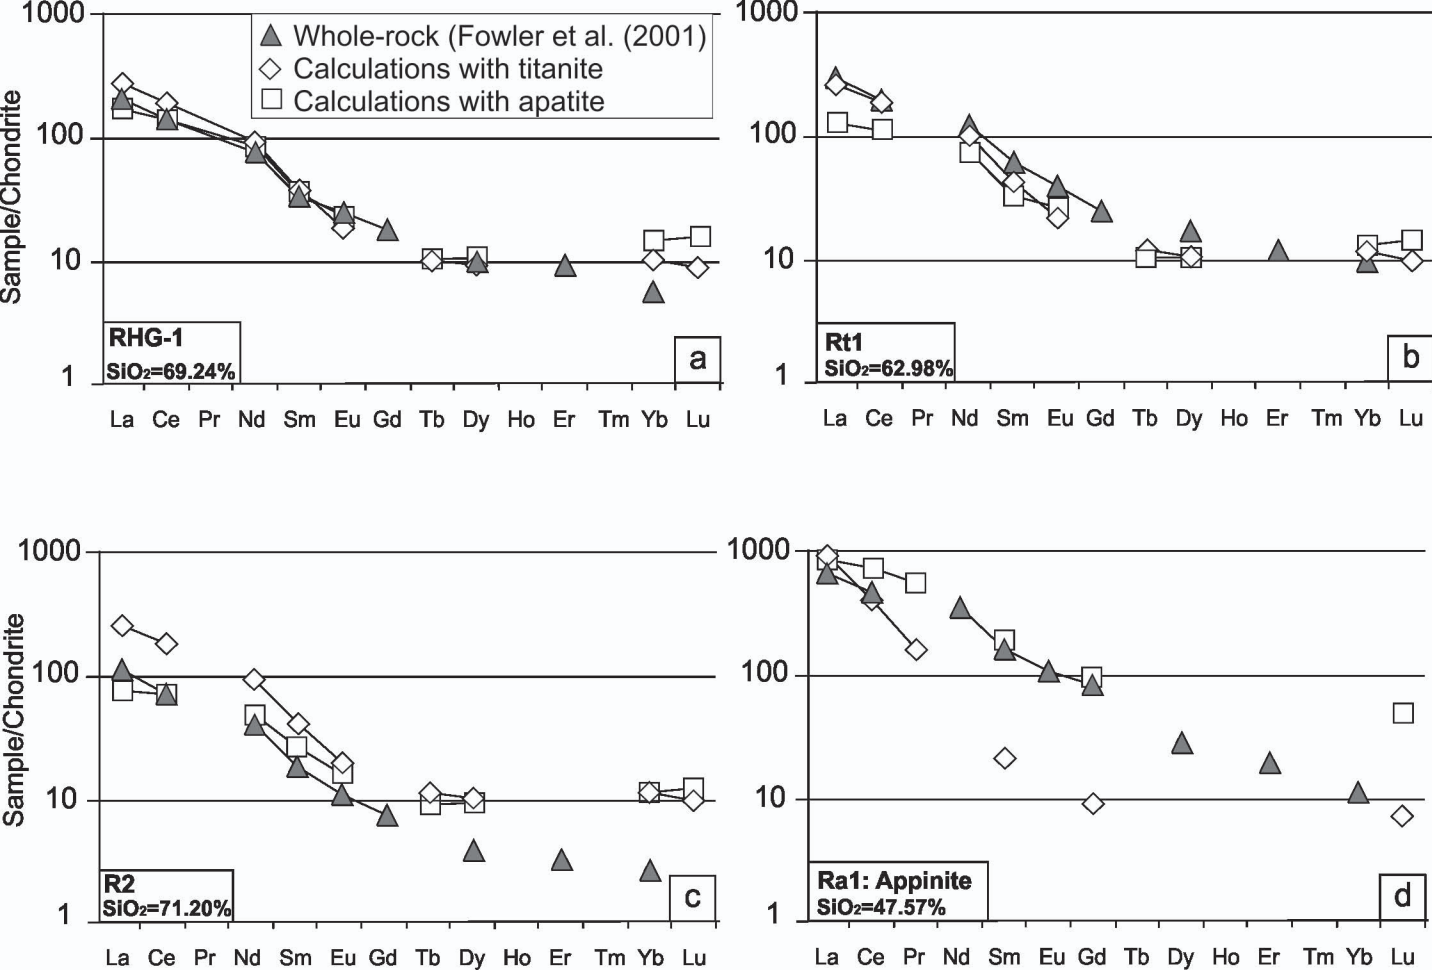 Sample/Chondrite
1000
100
10
1
Whole-rock (Fowler et al. (2001)
Calculations with titanite
Calculations with apatite
RHG-1
SiO₂=69.24%
a
La Ce Pr Nd Sm Eu Gd Tb Dy Ho Er Tm Yb Lu
1000
100
10
1
Rt1
SiO₂=62.98%
b
La Ce Pr Nd Sm Eu Gd Tb Dy Ho Er Tm Yb Lu
Sample/Chondrite
1000
100
10
1
R2
SiO₂=71.20%
c
La Ce Pr Nd Sm Eu Gd Tb Dy Ho Er Tm Yb Lu
1000
100
10
1
Ra1: Appinite
SiO₂=47.57%
d
La Ce Pr Nd Sm Eu Gd Tb Dy Ho Er Tm Yb Lu